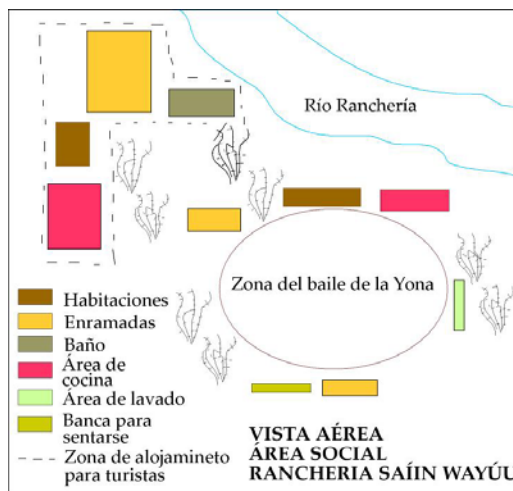 Río Ranchería
Zona del baile de la Yona
Habitaciones
Enramadas
Baño
Área de
cocina
Área de lavado
Banca para
sentarse
Zona de alojamineto
para turistas
VISTA AÉREA
ÁREA SOCIAL
RANCHERIA SAÍIN WAYÚU